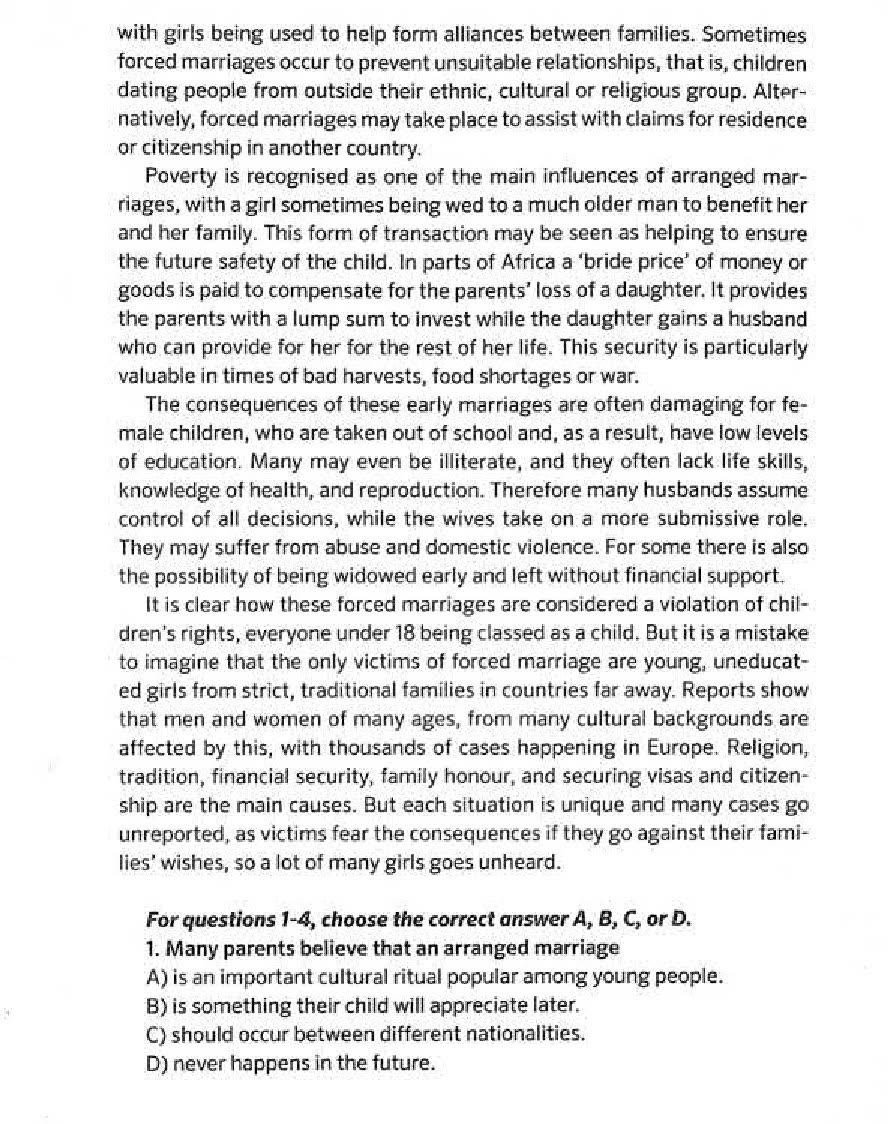 with girls being used to help form alliances between families. Sometimes
forced marriages occur to prevent unsuitable relationships, that is, children
dating people from outside their ethnic, cultural or religious group. Alter-
natively, forced marriages may take place to assist with claims for residence
or citizenship in another country.
Poverty is recognised as one of the main influences of arranged mar-
riages, with a girl sometimes being wed to a much older man to benefit her
and her family. This form of transaction may be seen as helping to ensure
the future safety of the child. In parts of Africa a ‘bride price’ of money or
goods is paid to compensate for the parents’ loss of a daughter. It provides
the parents with a lump sum to invest while the daughter gains a husband
who can provide for her for the rest of her life. This security is particularly
valuable in times of bad harvests, food shortages or war.
The consequences of these early marriages are often damaging for fe-
male children, who are taken out of school and, as a result, have low levels
of education. Many may even be illiterate, and they often lack life skills,
knowledge of health, and reproduction. Therefore many husbands assume
control of all decisions, while the wives take on a more submissive role.
They may suffer from abuse and domestic violence. For some there is also
the possibility of being widowed early and left without financial support.
It is clear how these forced marriages are considered a violation of chil-
dren’s rights, everyone under 18 being classed as a child. But it is a mistake
to imagine that the only victims of forced marriage are young, uneducat-
ed girls from strict, traditional families in countries far away. Reports show
that men and women of many ages, from many cultural backgrounds are
affected by this, with thousands of cases happening in Europe. Religion,
tradition, financial security, family honour, and securing visas and citizen-
ship are the main causes. But each situation is unique and many cases go
unreported, as victims fear the consequences if they go against their fami-
lies’ wishes, so a lot of many girls goes unheard.
For questions 1-4, choose the correct answer A, B, C, or D.
1. Many parents believe that an arranged marriage
A) is an important cultural ritual popular among young people.
B) is something their child will appreciate later.
C) should occur between different nationalities.
D) never happens in the future.